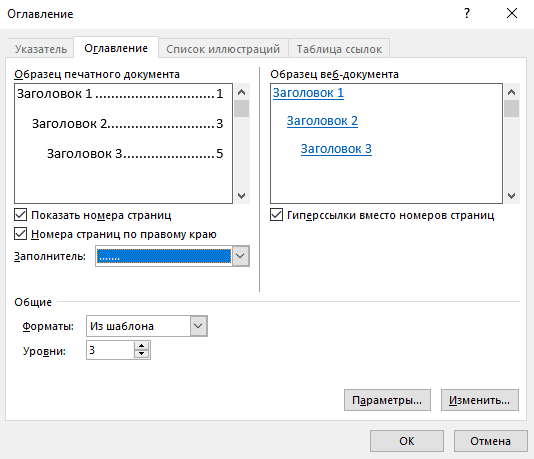 Оглавление
Указатель Оглавление Список иллюстраций Таблица ссылок
Образец печатного документа
Заголовок 1.............................. 1
Заголовок 2........................... 3
Заголовок 3....................... 5
Показать номера страниц
Номера страниц по правому краю
Заполнитель: .......
Образец веб-документа
Заголовок 1
Заголовок 2
Заголовок 3
Гиперссылки вместо номеров страниц
Общие
Форматы: Из шаблона
Уровни: 3
Параметры... Изменить...
ОК Отмена